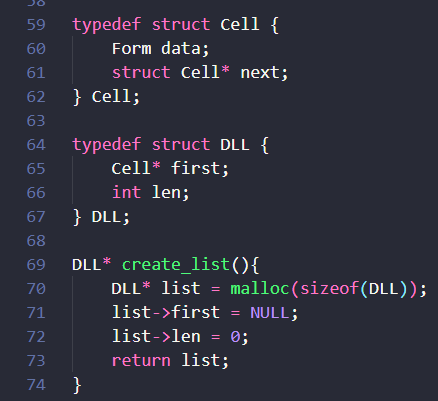 58
59 typedef struct Cell {
60     Form data;
61     struct Cell* next;
62 } Cell;
63
64 typedef struct DLL {
65     Cell* first;
66     int len;
67 } DLL;
68
69 DLL* create_list(){
70     DLL* list = malloc(sizeof(DLL));
71     list->first = NULL;
72     list->len = 0;
73     return list;
74 }